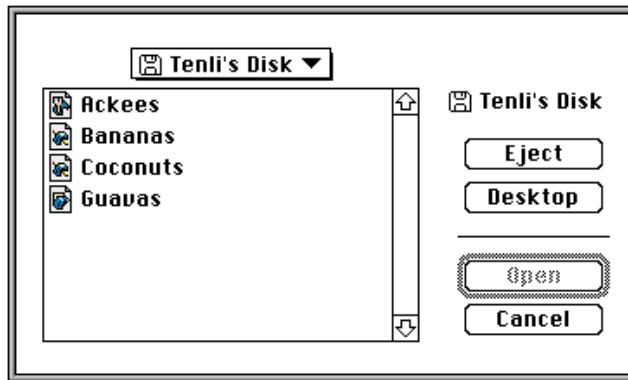 Tenli's Disk
Ackees
Bananas
Coconuts
Guavas
Tenli's Disk
Eject
Desktop
Open
Cancel